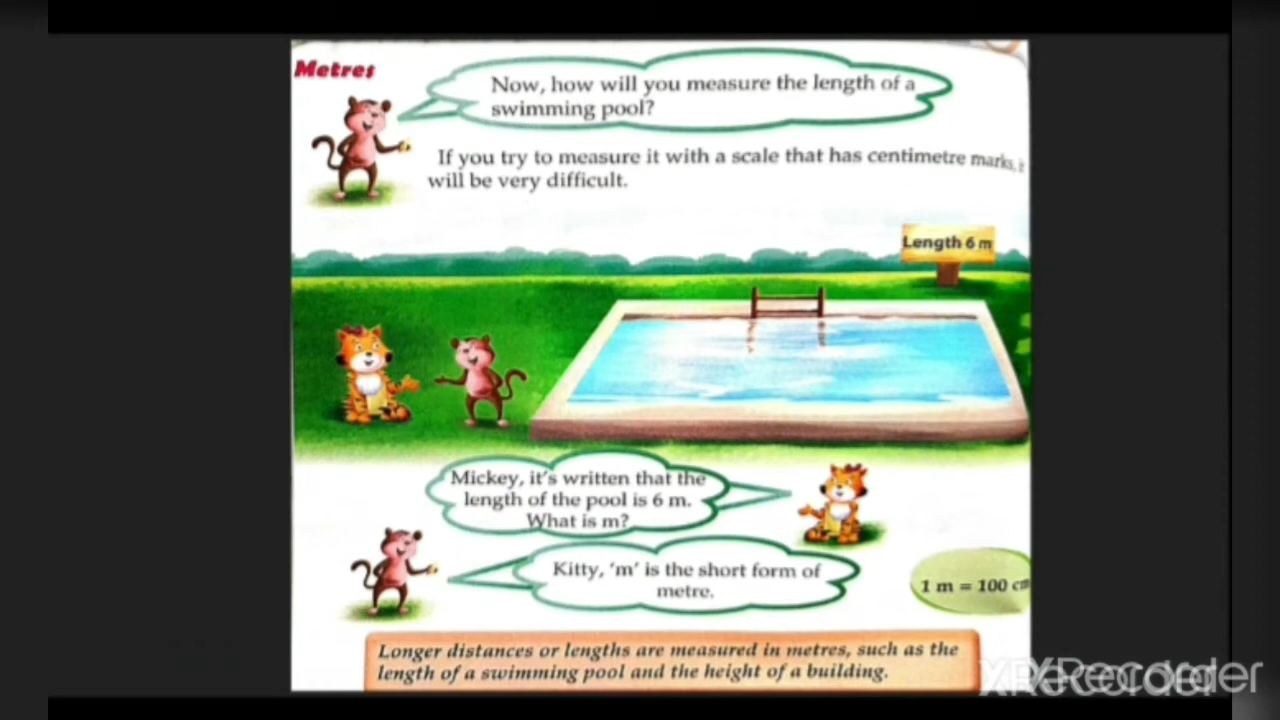 Metres
Now, how will you measure the length of a
swimming pool?
If you try to measure it with a scale that has centimetre marks, it
will be very difficult.
Length 6 m
Mickey, it's written that the
length of the pool is 6 m.
What is m?
Kitty, 'm' is the short form of
metre.
1 m = 100 cm
Longer distances or lengths are measured in metres, such as the
length of a swimming pool and the height of a building.
XRecorder
XRecorder